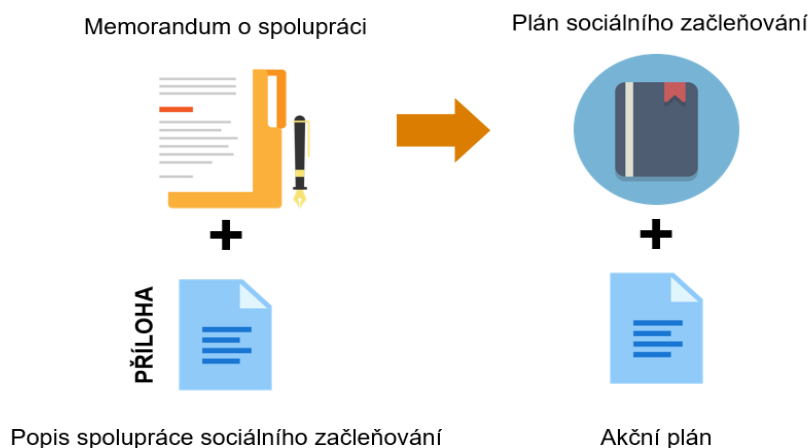 Memorandum o spolupráci
Plán sociálního začleňování
PŘÍLOHA
Popis spolupráce sociálního začleňování
Akční plán